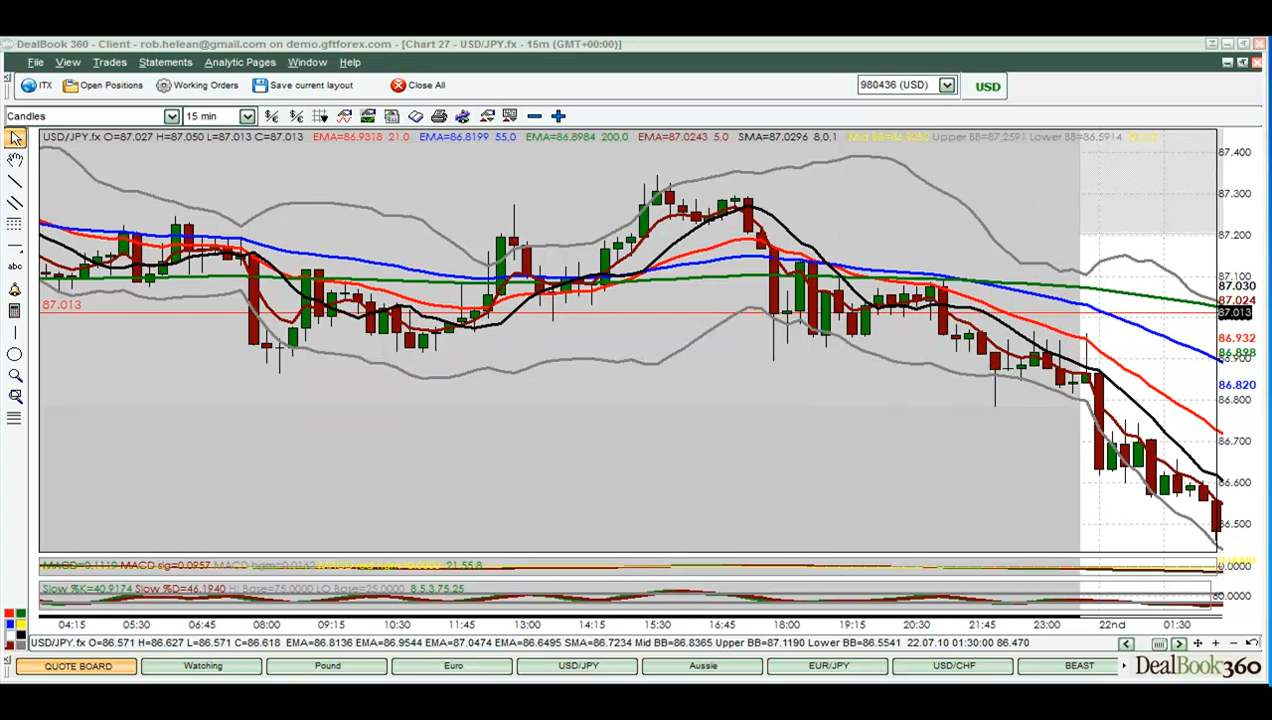 DealBook 360 - Client - rob.helean@gmail.com on demo.gftforex.com - [Chart 27 - USD/JPY.fx - 15m (GMT+00:00)]
File View Trades Statements Analytic Pages Window Help
ITX Open Positions Working Orders Save current layout Close All 980436 (USD) USD
Candles 15 min
USD/JPY.fx O=87.027 H=87.050 L=87.013 C=87.013 EMA=86.9318 21,0 EMA=86.8199 55,0 EMA=86.8984 200,0 EMA=87.0243 5,0 SMA=87.0296 8,0,1 Upper BB=87.2591 Lower BB=86.5914
87.400
87.300
87.200
87.100
87.030
87.024
87.013
87.013
86.932
86.898
86.820
86.800
86.700
86.600
86.500
abc
MACD=0.1119 MACD sig=0.0957 21,55,8
0.0000
Slow %K=40.9174 Slow %D=46.1940 Hi Base=75.0000 LO Base=25.0000 8,5,3,75,25
04:15 05:30 06:45 08:00 09:15 10:30 11:45 13:00 14:15 15:30 16:45 18:00 19:15 20:30 21:45 23:00 22nd 01:30
USD/JPY.fx O=86.571 H=86.627 L=86.571 C=86.618 EMA=86.8136 EMA=86.9544 EMA=87.0474 EMA=86.6495 SMA=86.7234 Mid BB=86.8365 Upper BB=87.1190 Lower BB=86.5541 22.07.10 01:30:00 86.470
QUOTE BOARD Watching Pound Euro USD/JPY Aussie EUR/JPY USD/CHF BEAST DealBook360